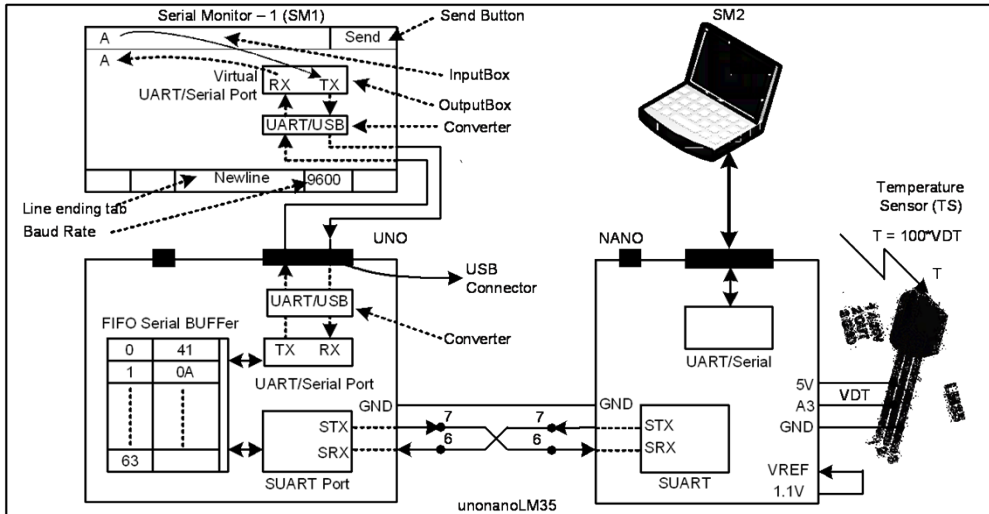 Serial Monitor – 1 (SM1)
Send Button
SM2
A
Send
A
InputBox
Virtual
UART/Serial Port
RX TX
OutputBox
UART/USB
Converter
Newline
9600
Line ending tab
Baud Rate
Temperature
Sensor (TS)
T = 100*VDT
UNO
NANO
T
USB
Connector
UART/USB
Converter
FIFO Serial BUFFer
0 41
1 0A
63
TX RX
UART/Serial Port
UART/Serial
5V
VDT
A3
GND
GND
GND
STX
7
7
STX
SRX
6
6
SRX
SUART Port
SUART
VREF
1.1V
unonanoLM35